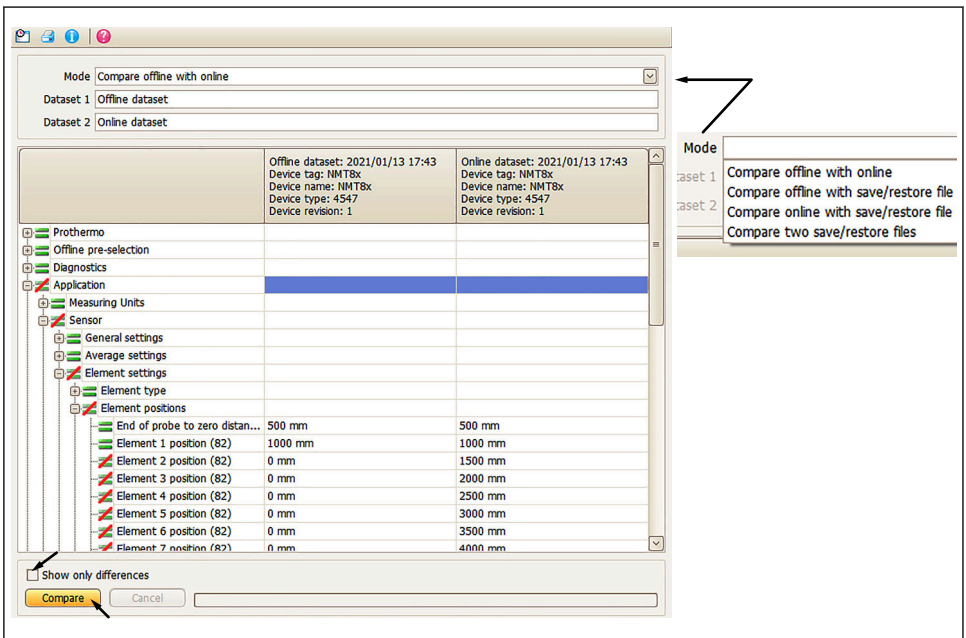 Mode Compare offline with online
Dataset 1 Offline dataset
Dataset 2 Online dataset
Offline dataset: 2021/01/13 17:43 Online dataset: 2021/01/13 17:43
Device tag: NMT8x Device tag: NMT8x
Device name: NMT8x Device name: NMT8x
Device type: 4547 Device type: 4547
Device revision: 1 Device revision: 1
Prothermo
Offline pre-selection
Diagnostics
Application
Measuring Units
Sensor
General settings
Average settings
Element settings
Element type
Element positions
End of probe to zero distan... 500 mm 500 mm
Element 1 position (82) 1000 mm 1000 mm
Element 2 position (82) 0 mm 1500 mm
Element 3 position (82) 0 mm 2000 mm
Element 4 position (82) 0 mm 2500 mm
Element 5 position (82) 0 mm 3000 mm
Element 6 position (82) 0 mm 3500 mm
Element 7 position (82) 0 mm 4000 mm
Show only differences
Compare Cancel
Mode
taset 1 Compare offline with online
Compare offline with save/restore file
taset 2 Compare online with save/restore file
Compare two save/restore files